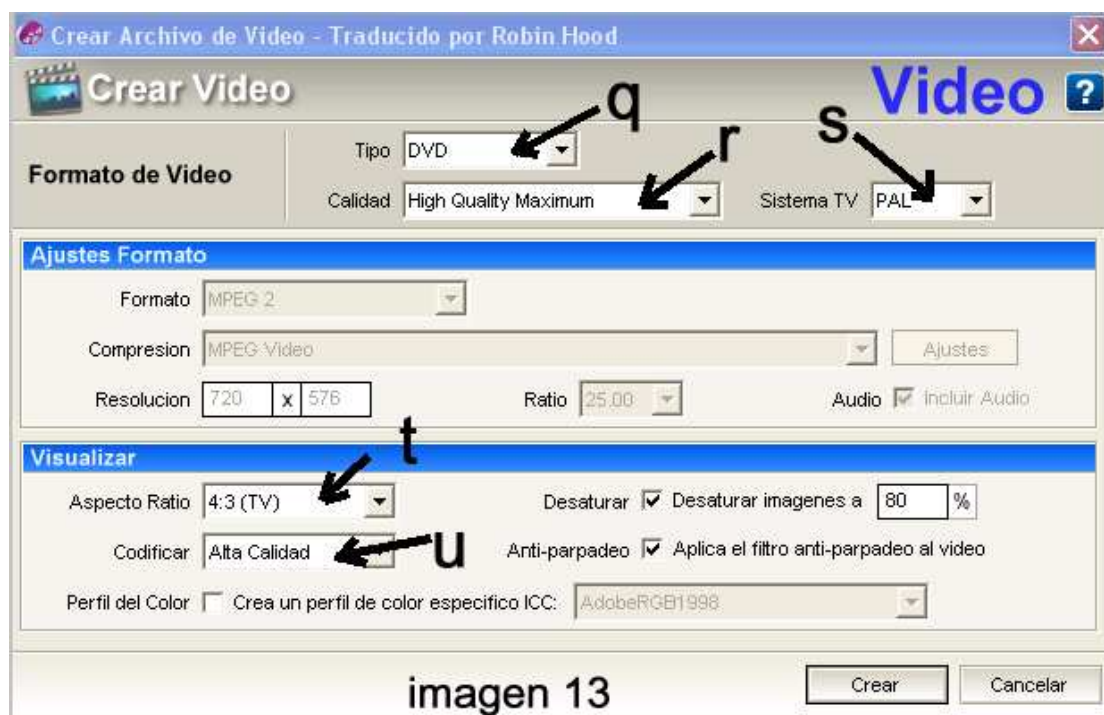 Crear Archivo de Video - Traducido por Robin Hood
Crear Video
Video ?
q
r
s
Tipo DVD
Formato de Video
Calidad High Quality Maximum Sistema TV PAL
Ajustes Formato
Formato MPEG 2
Compresion MPEG Video Ajustes
Resolucion 720 x 576 Ratio 25.00 Audio Incluir Audio
t
Visualizar
Aspecto Ratio 4:3 (TV) Desaturar Desaturar imagenes a 80 %
Codificar Alta Calidad u Anti-parpadeo Aplica el filtro anti-parpadeo al video
Perfil del Color Crea un perfil de color especifico ICC: AdobeRGB1998
imagen 13 Crear Cancelar